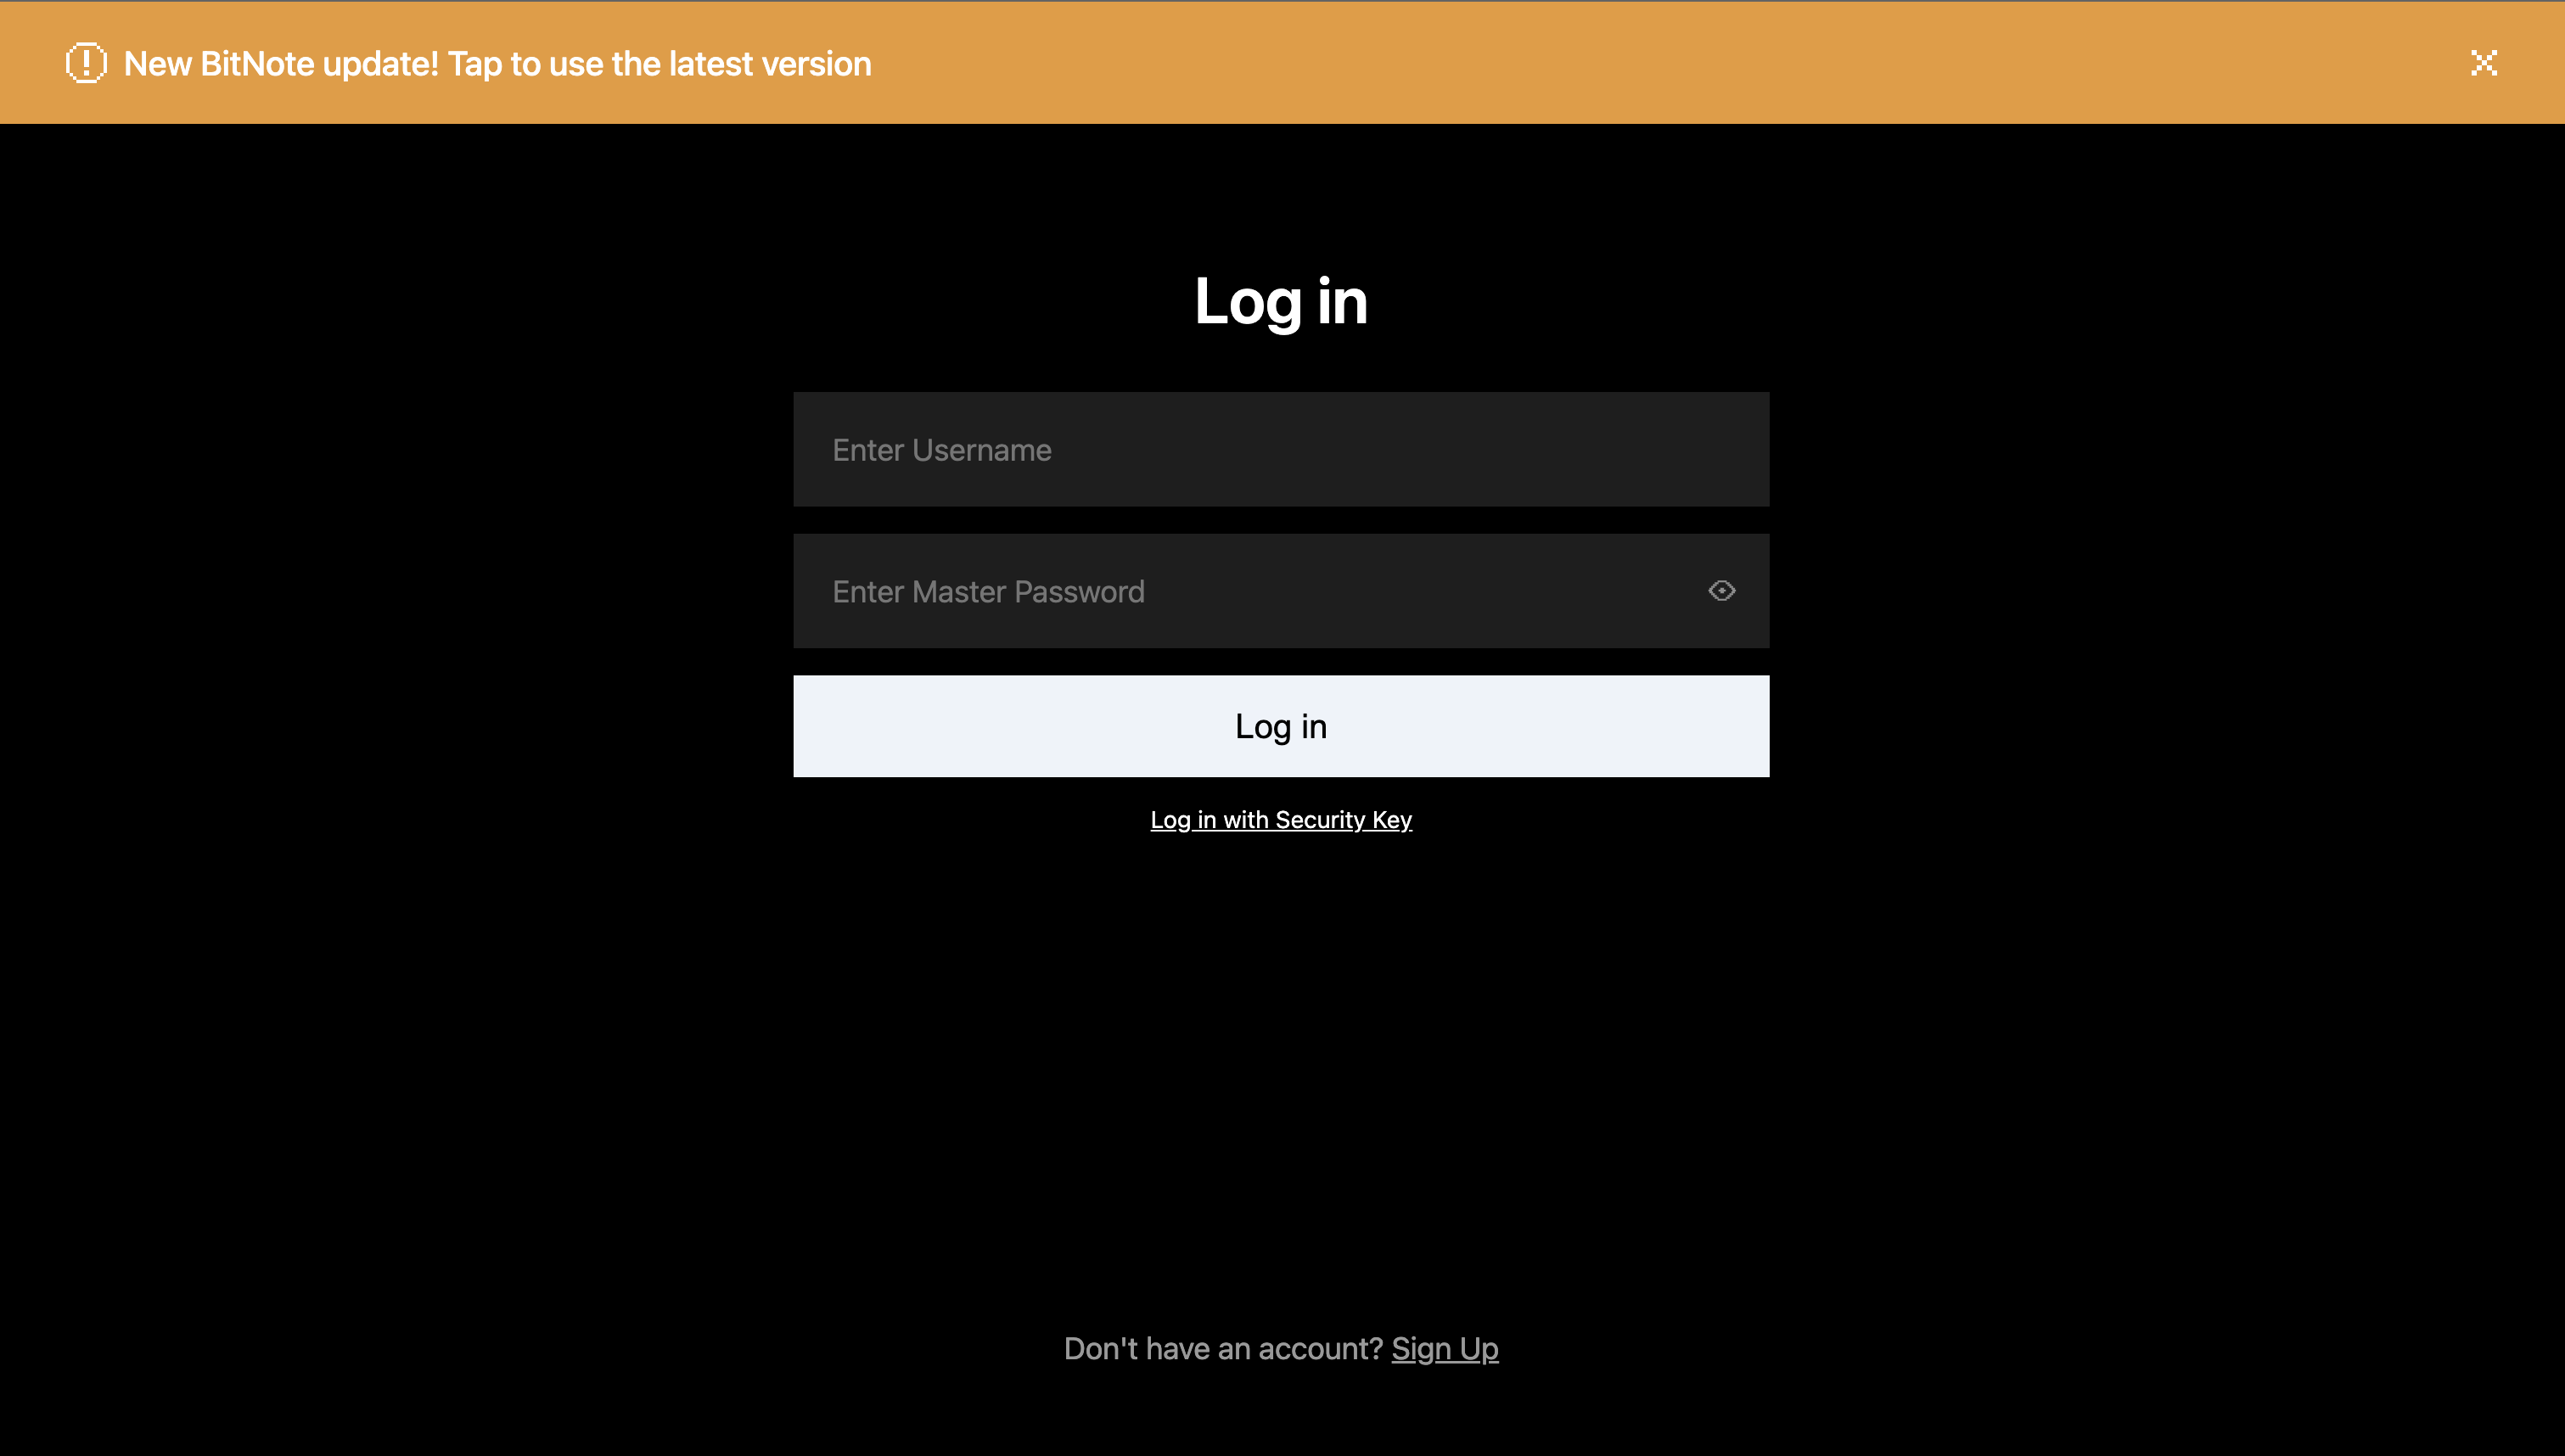 New BitNote update! Tap to use the latest version
Log in
Enter Username
Enter Master Password
Log in
Log in with Security Key
Don't have an account? Sign Up